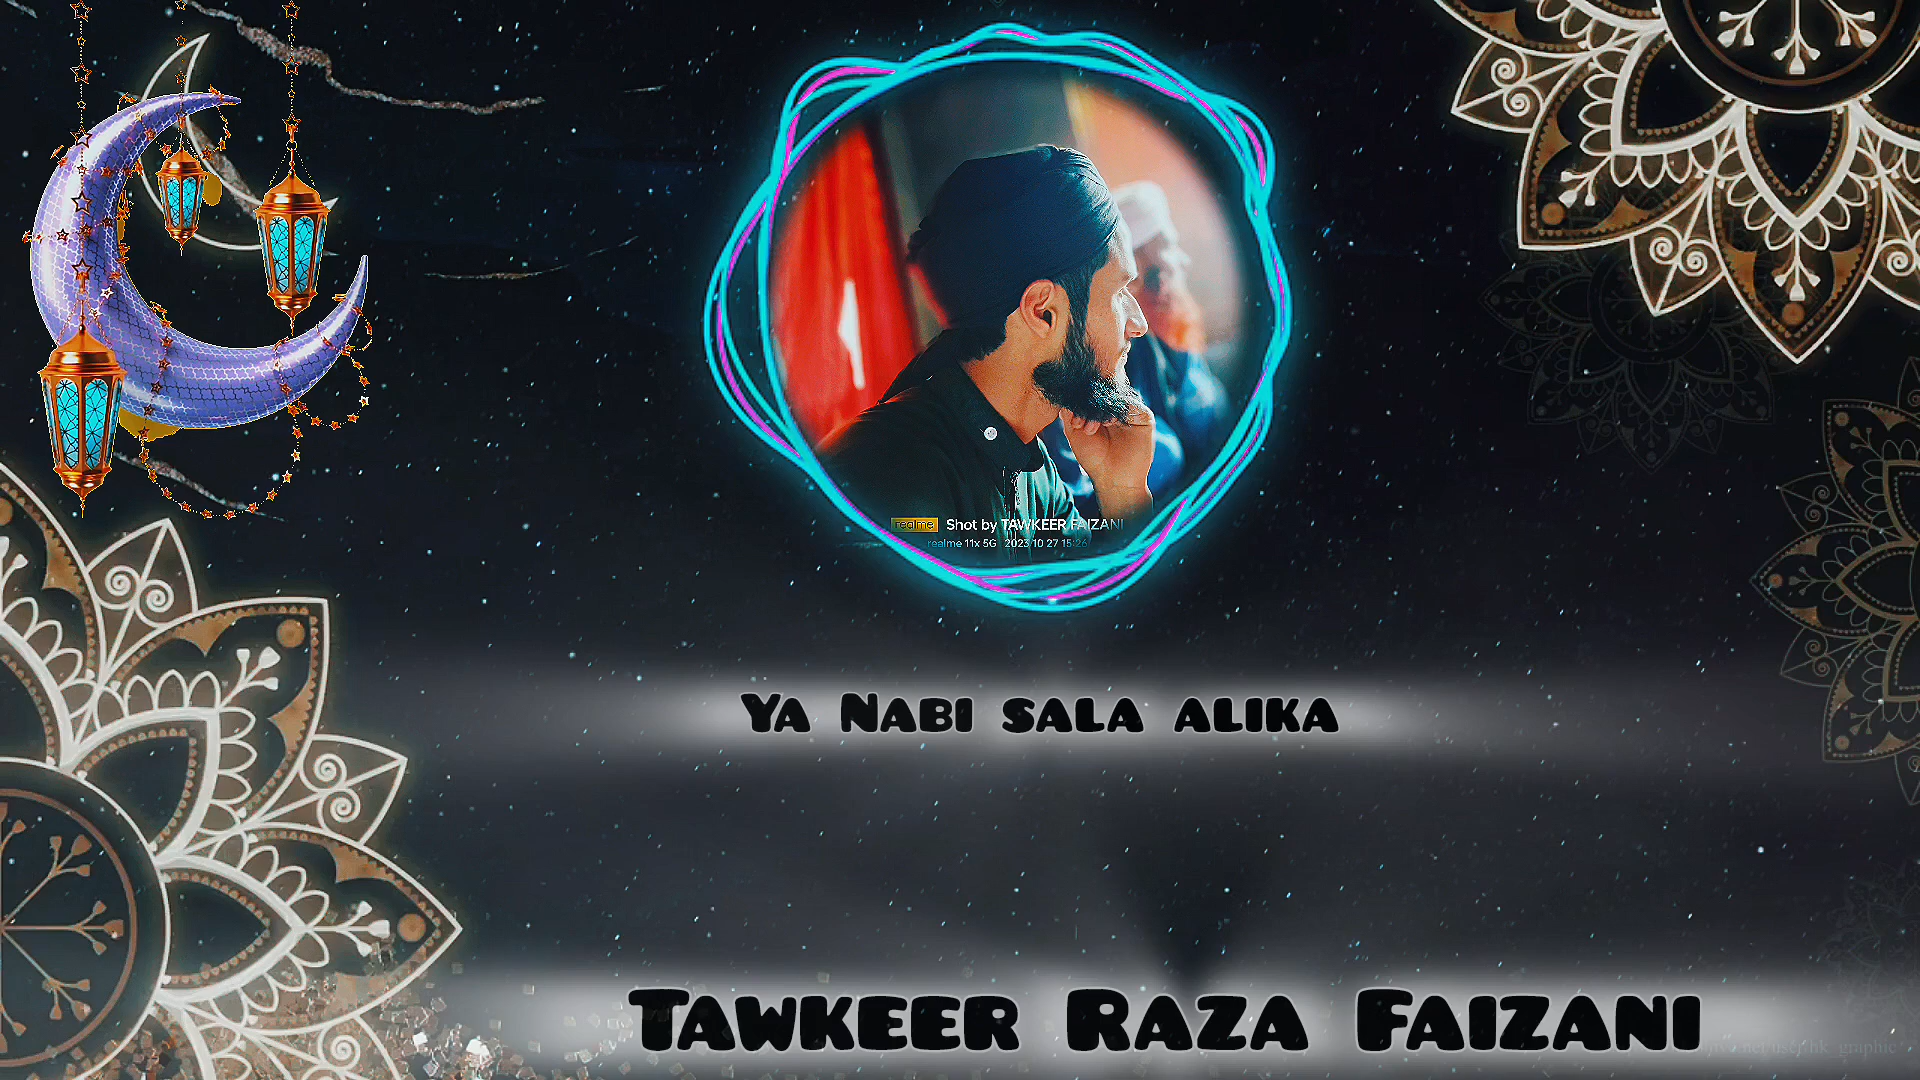 realme Shot by TAWKEER FAIZANI
realme 11x 5G 2023/10/27 15:26
Ya Nabi sala alika
Tawkeer Raza Faizani